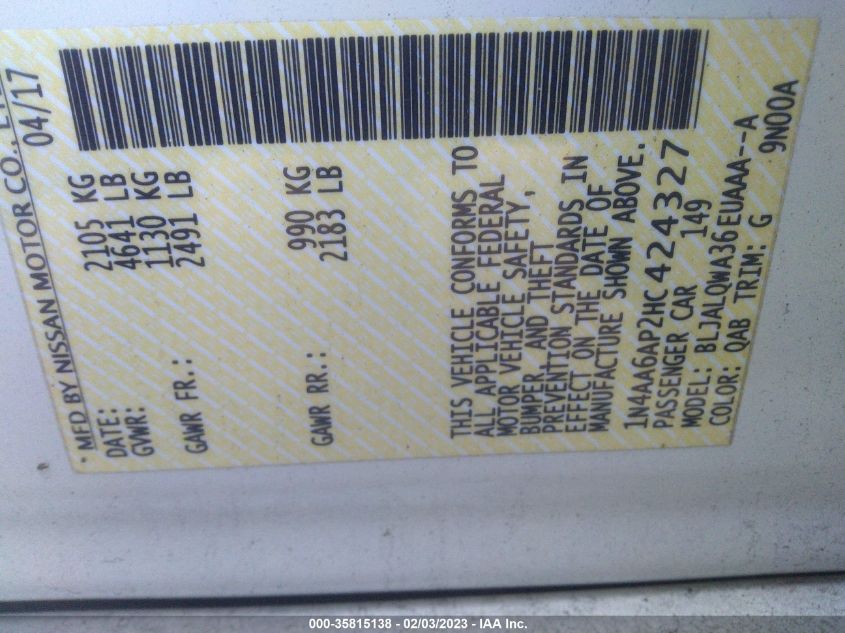 * MFD BY NISSAN MOTOR CO., L
DATE: 04/17
GVWR: 2105 KG
4641 LB
GAWR FR.: 1130 KG
2491 LB
GAWR RR.: 990 KG
2183 LB
THIS VEHICLE CONFORMS TO
ALL APPLICABLE FEDERAL
MOTOR VEHICLE SAFETY,
BUMPER, AND THEFT
PREVENTION STANDARDS IN
EFFECT ON THE DATE OF
MANUFACTURE SHOWN ABOVE.
1N4AA6AP2HC424327
PASSENGER CAR 149
MODEL: BLJALQWA36EUAAAA--A
COLOR: QAB TRIM: G 9N00A
000-35815138 - 02/03/2023 - IAA Inc.